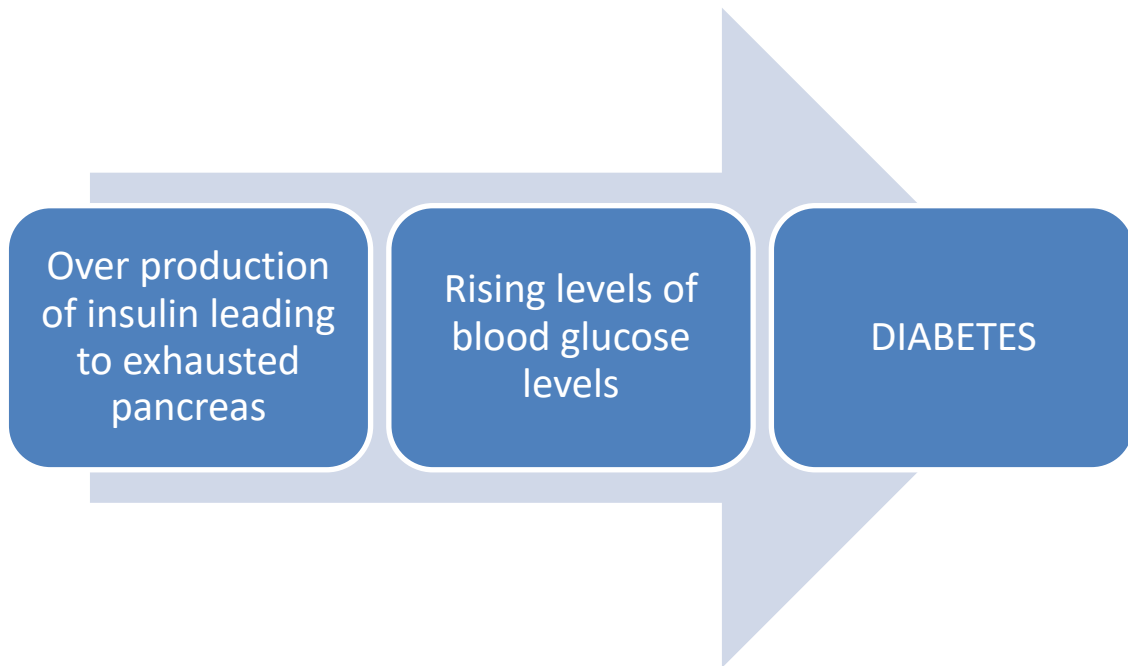 Over production
of insulin leading
to exhausted
pancreas
Rising levels of
blood glucose
levels
DIABETES